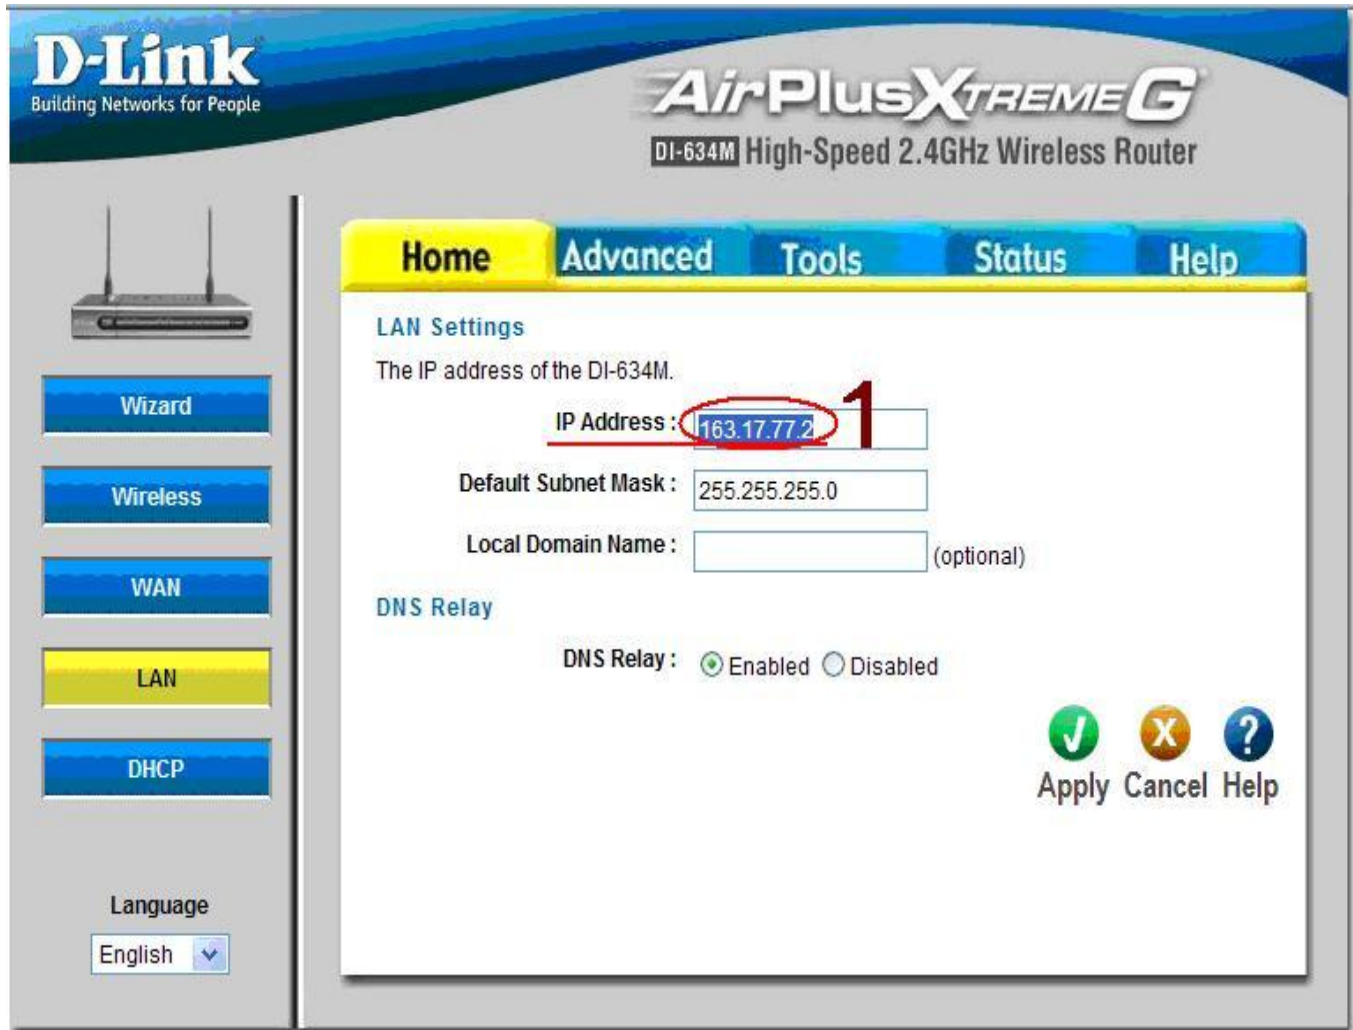 D-Link
Building Networks for People
AirPlusXTREMEG
DI-634M High-Speed 2.4GHz Wireless Router
Home Advanced Tools Status Help
LAN Settings
The IP address of the DI-634M.
IP Address : 163.17.77.2 1
Default Subnet Mask : 255.255.255.0
Local Domain Name : (optional)
DNS Relay
DNS Relay : Enabled Disabled
Apply Cancel Help
Wizard
Wireless
WAN
LAN
DHCP
Language
English